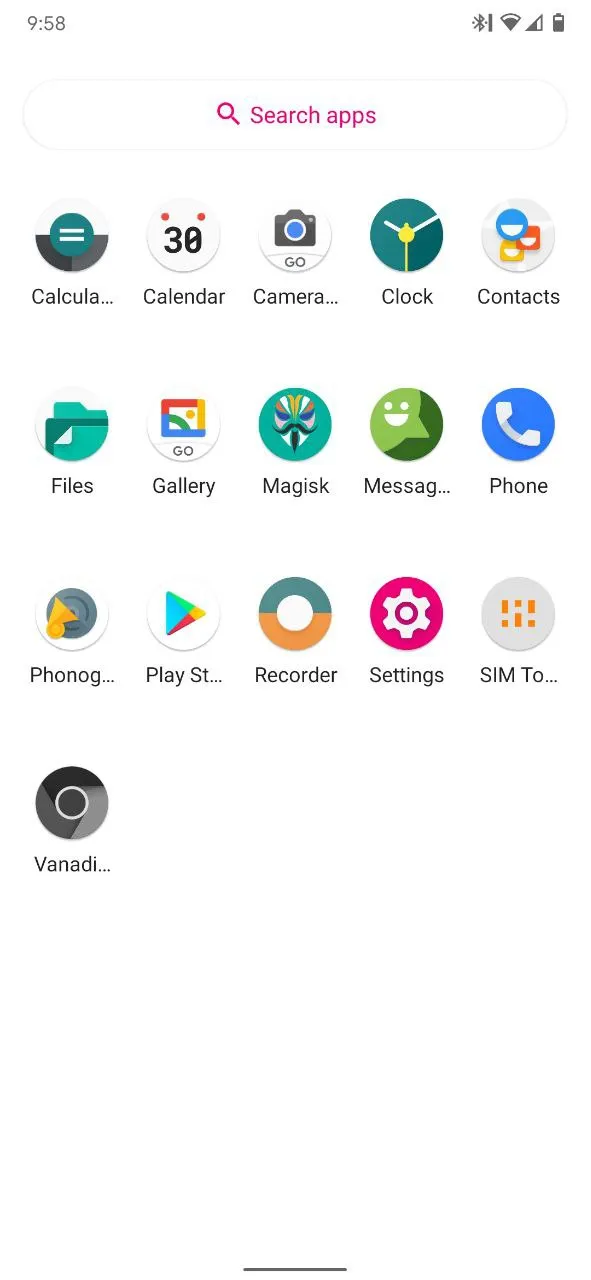 9:58
Search apps
30
GO
Calcula...
Calendar
Camera...
Clock
Contacts
GO
Files
Gallery
Magisk
Messag...
Phone
Phonog...
Play St...
Recorder
Settings
SIM To...
Vanadi...